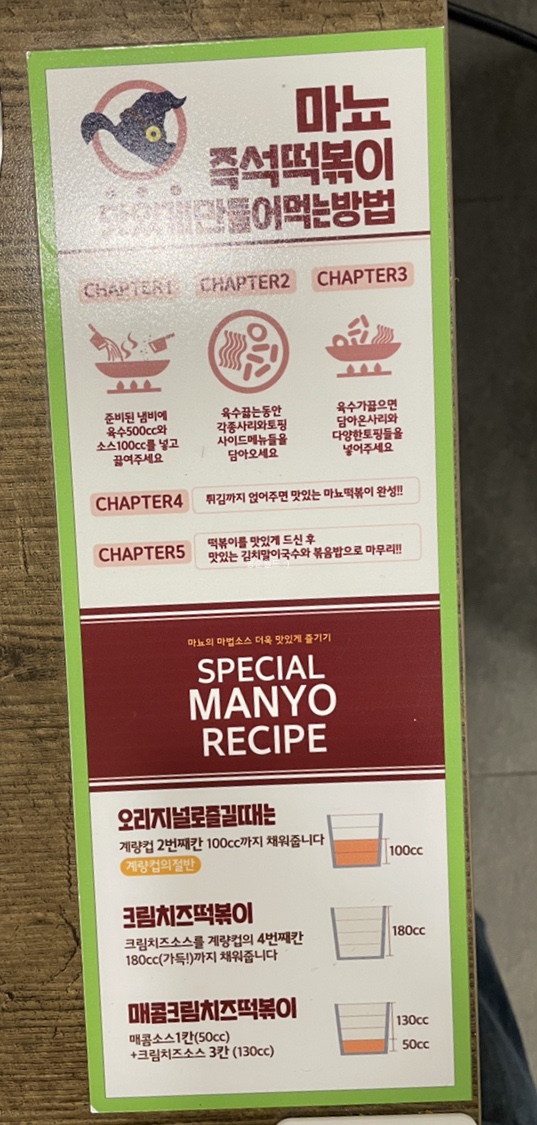 마뇨
즉석떡볶이
맛있게만들어먹는방법
CHAPTER1
CHAPTER2
CHAPTER3
준비된 냄비에
육수500cc와
소스100cc를 넣고
끓여주세요
육수끓는동안
각종사리와토핑
사이드메뉴들을
담아오세요
육수가끓으면
담아온사리와
다양한토핑들을
넣어주세요
CHAPTER4
튀김까지 얹어주면 맛있는 마뇨떡볶이 완성!!
CHAPTER5
떡볶이를 맛있게 드신 후
맛있는 김치말이국수와 볶음밥으로 마무리!!
마뇨의 마법소스 더욱 맛있게 즐기기
SPECIAL
MANYO
RECIPE
오리지널로즐길때는
계량컵 2번째칸 100cc까지 채워줍니다
계량컵의절반
100cc
크림치즈떡볶이
크림치즈소스를 계량컵의 4번째칸
180cc(가득!)까지 채워줍니다
180cc
매콤크림치즈떡볶이
매콤소스1칸(50cc)
+크림치즈소스 3칸 (130cc)
130cc
50cc